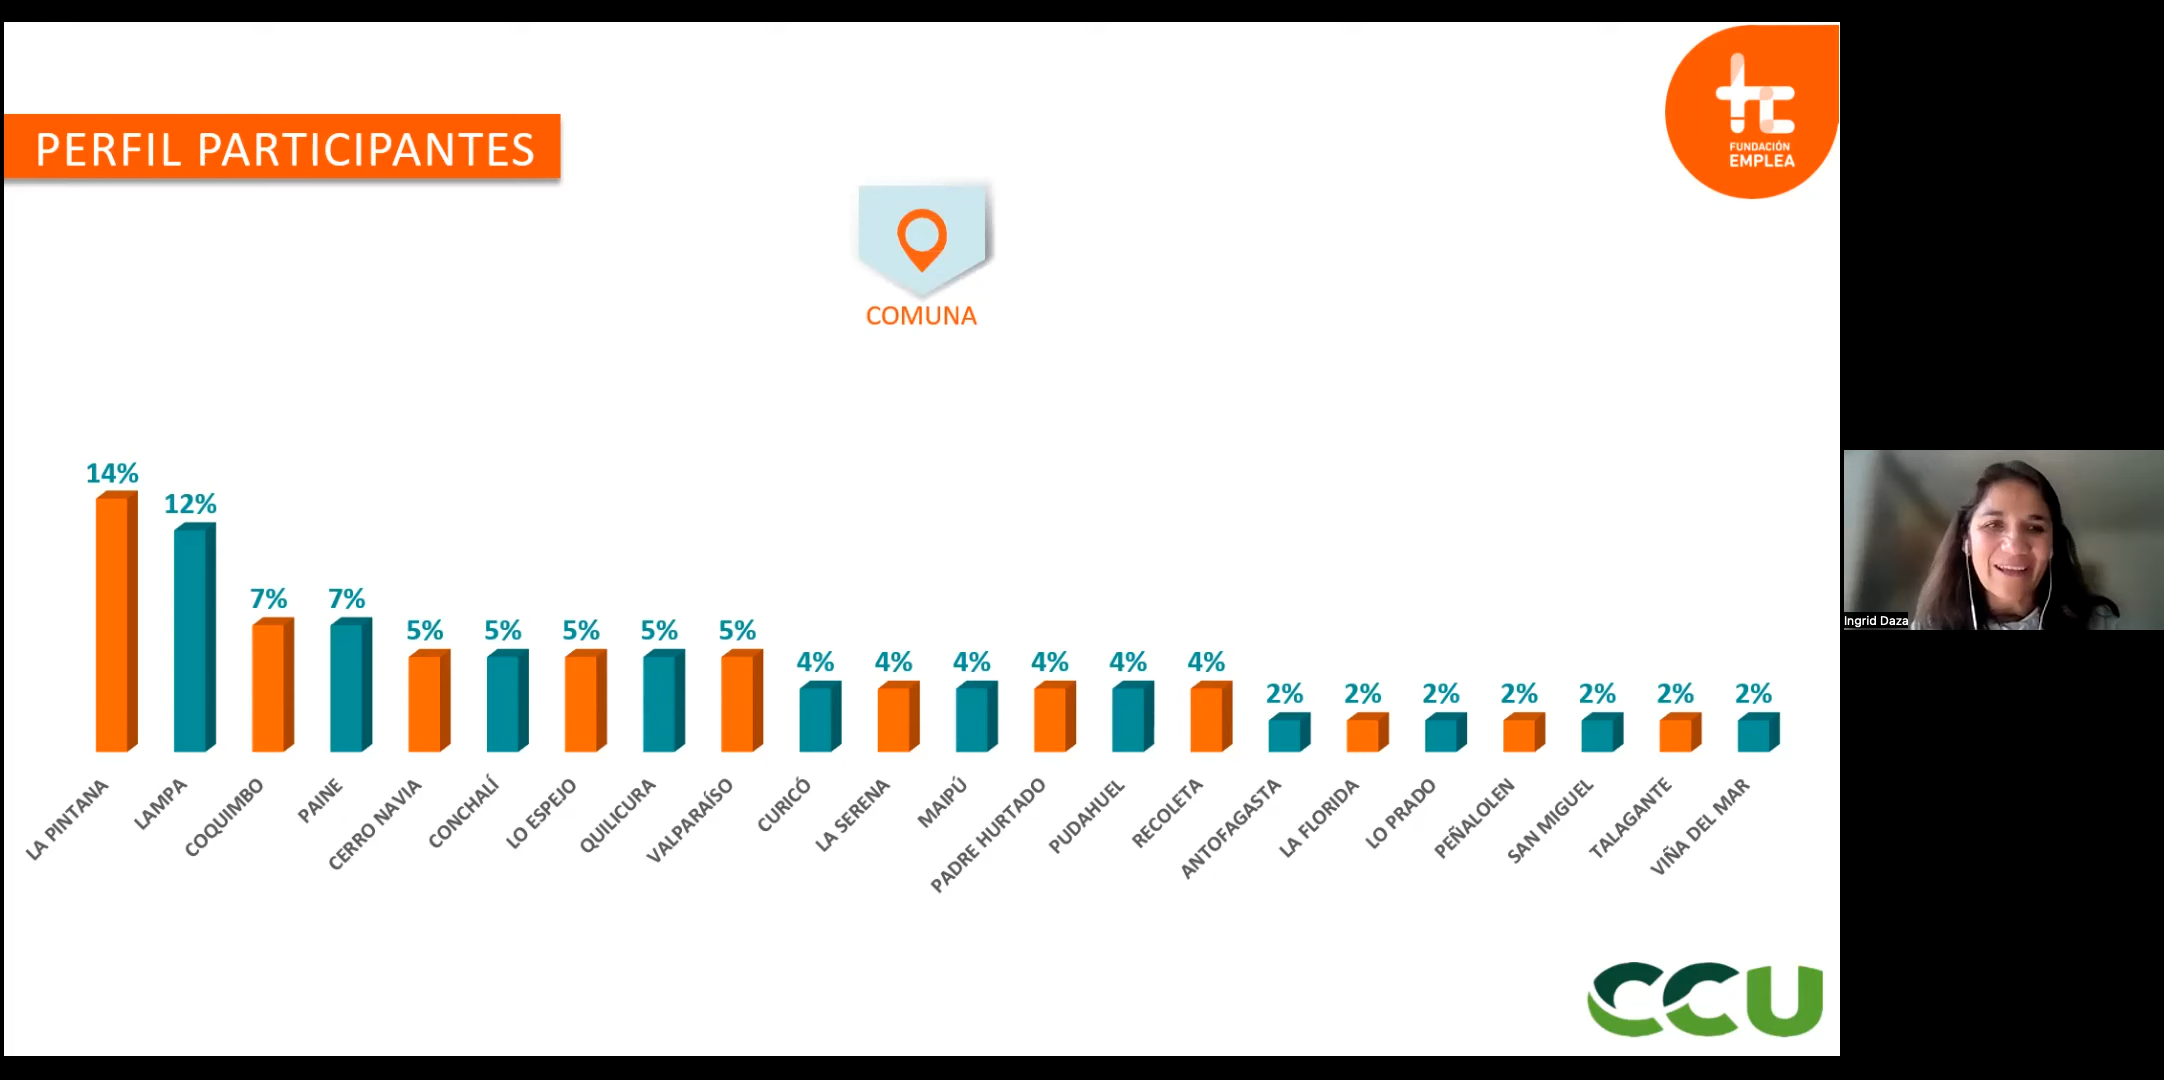 PERFIL PARTICIPANTES
FUNDACIÓN
EMPLEA
COMUNA
14%
12%
7%
7%
5%
5%
5%
5%
5%
4%
4%
4%
4%
4%
4%
2%
2%
2%
2%
2%
2%
2%
LA PINTANA
LAMPA
COQUIMBO
PAINE
CERRO NAVIA
CONCHALÍ
LO ESPEJO
QUILICURA
VALPARAÍSO
CURICÓ
LA SERENA
MAIPÚ
PADRE HURTADO
PUDAHUEL
RECOLETA
ANTOFAGASTA
LA FLORIDA
LO PRADO
PEÑALOLEN
SAN MIGUEL
TALAGANTE
VIÑA DEL MAR
CCU
Ingrid Daza